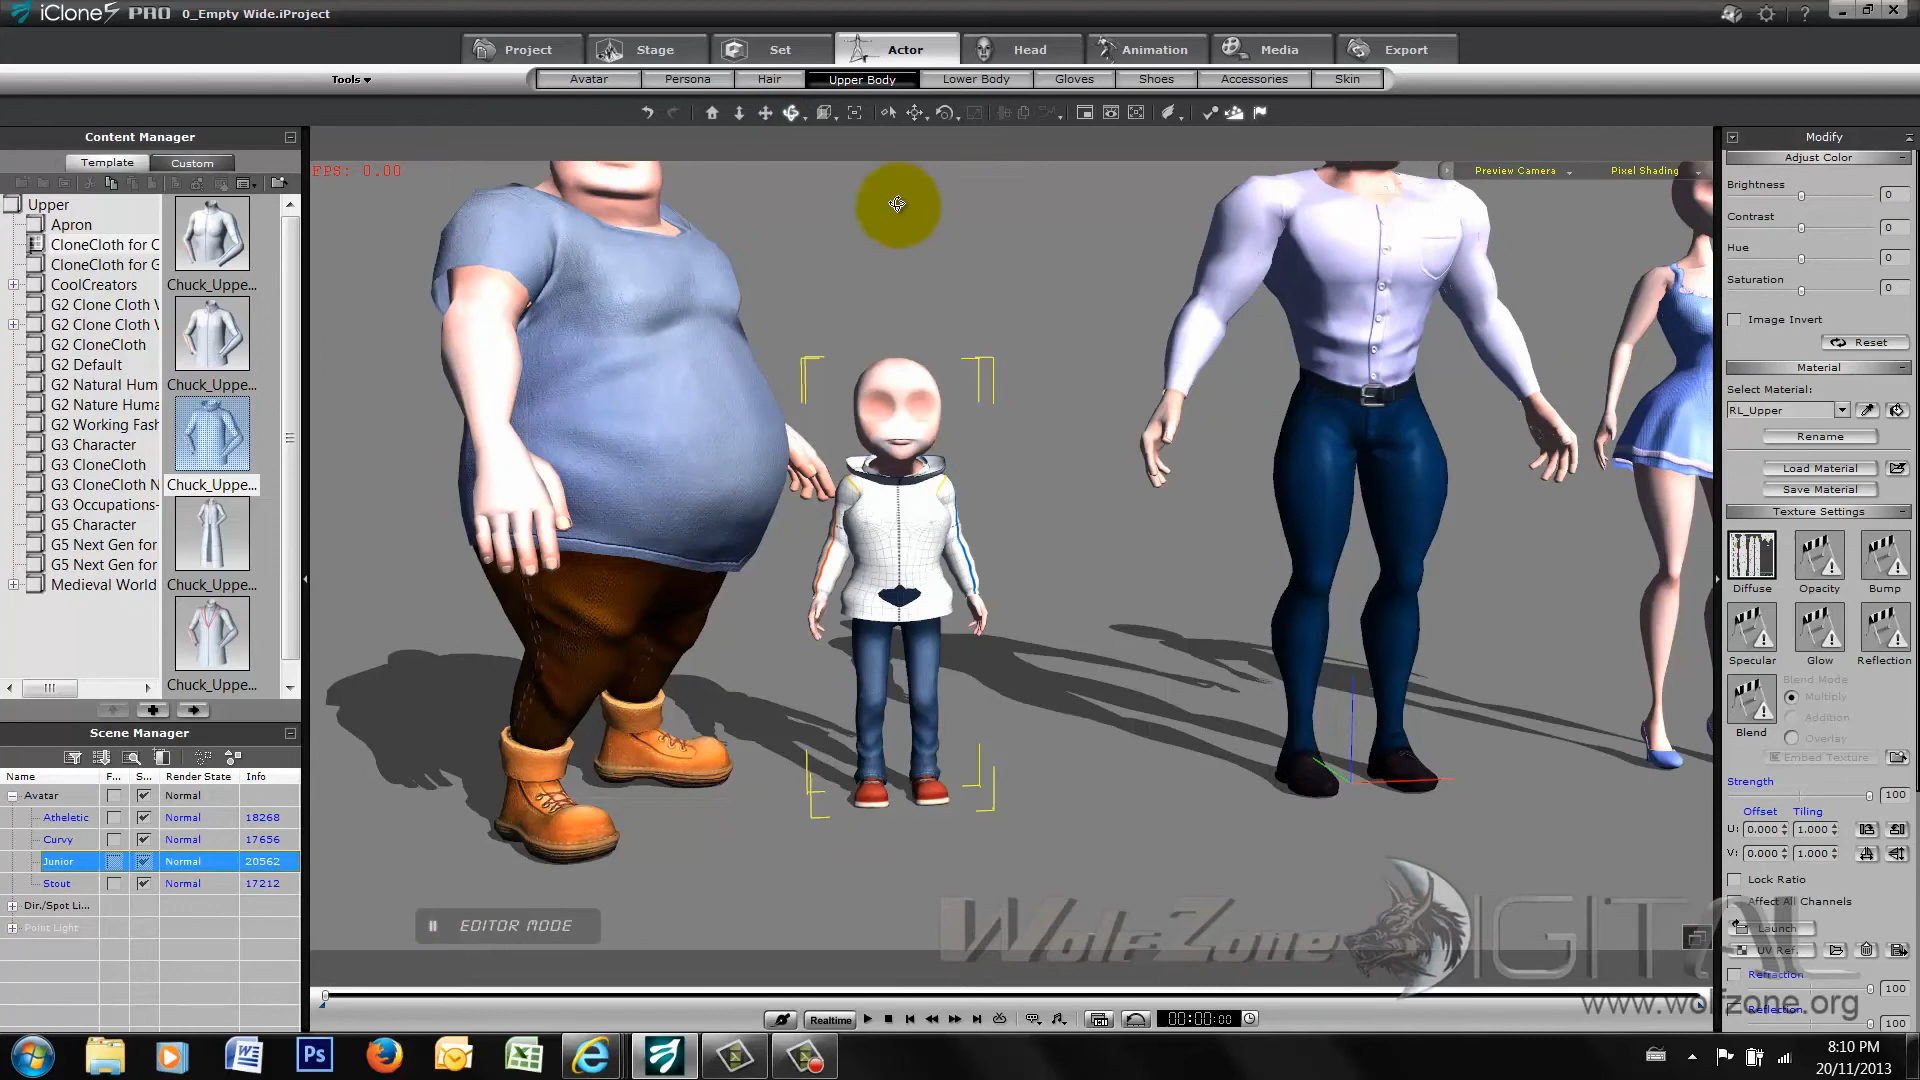 iClone5 PRO 0_Empty Wide.iProject
Project Stage Set Actor Head Animation Media Export
Tools Avatar Persona Hair Upper Body Lower Body Gloves Shoes Accessories Skin
Content Manager
Template Custom
Upper
Apron
CloneCloth for C
CloneCloth for G
CoolCreators
G2 Clone Cloth V
G2 Clone Cloth V
G2 CloneCloth
G2 Default
G2 Natural Hum
G2 Nature Huma
G2 Working Fash
G3 Character
G3 CloneCloth
G3 CloneCloth N
G3 Occupations-
G5 Character
G5 Next Gen for
G5 Next Gen for
Medieval World
Chuck_Uppe...
Chuck_Uppe...
Chuck_Uppe...
Chuck_Uppe...
Chuck_Uppe...
Scene Manager
Name F... S... Render State Info
Avatar Normal
Atheletic Normal 18268
Curvy Normal 17656
Junior Normal 20562
Stout Normal 17212
Dir./Spot Li...
Point Light
FPS: 0.00
Preview Camera Pixel Shading
EDITOR MODE
WolfZone DIGITAL
www.wolfzone.org
Realtime 00:00:00
Modify
Adjust Color
Brightness 0
Contrast 0
Hue 0
Saturation 0
Image Invert
Reset
Material
Select Material:
RL_Upper
Rename
Load Material
Save Material
Texture Settings
Diffuse Opacity Bump
Specular Glow Reflection
Blend
Blend Mode
Multiply
Addition
Overlay
Embed Texture
Strength 100
Offset Tiling
U: 0.000 1.000
V: 0.000 1.000
Lock Ratio
Affect All Channels
Launch
UV Ref.
Refraction 100
Reflection 100
8:10 PM
20/11/2013